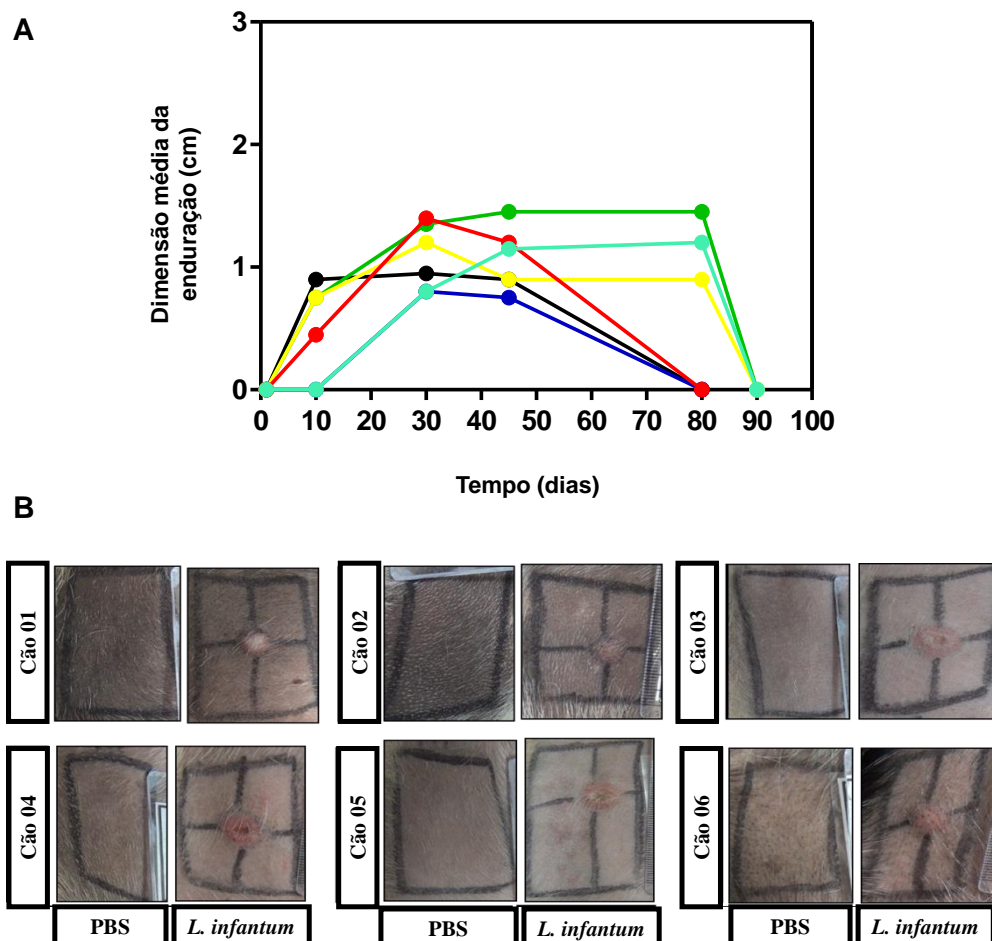 A
Dimensão média da
enduração (cm)
3
2
1
0
0 10 20 30 40 50 60 70 80 90 100
Tempo (dias)
B
Cão 01
Cão 02
Cão 03
Cão 04
Cão 05
Cão 06
PBS L. infantum PBS L. infantum PBS L. infantum